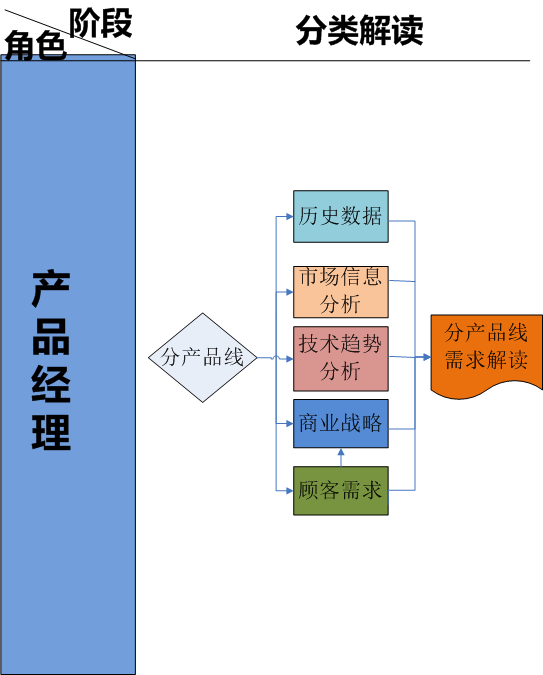 阶段
角色
分类解读
产
品
经
理
分产品线
历史数据
市场信息
分析
技术趋势
分析
商业战略
顾客需求
分产品线
需求解读